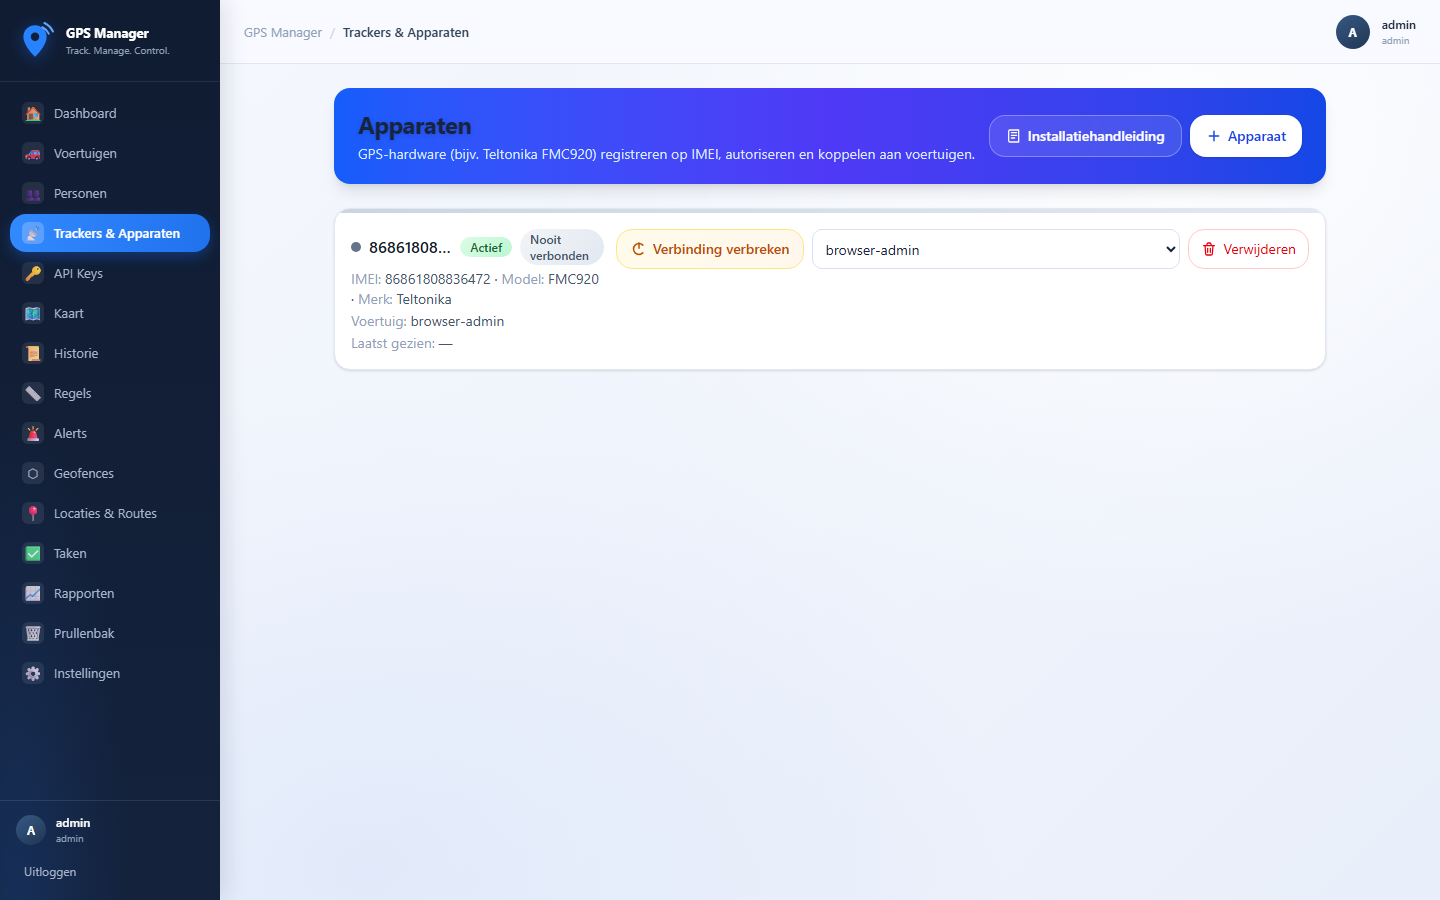 GPS Manager
Track. Manage. Control.
Dashboard
Voertuigen
Personen
Trackers & Apparaten
API Keys
Kaart
Historie
Regels
Alerts
Geofences
Locaties & Routes
Taken
Rapporten
Prullenbak
Instellingen
A
admin
admin
Uitloggen
GPS Manager / Trackers & Apparaten
A
admin
admin
Apparaten
GPS-hardware (bijv. Teltonika FMC920) registreren op IMEI, autoriseren en koppelen aan voertuigen.
Installatiehandleiding
+ Apparaat
86861808...
Actief
Nooit
verbonden
IMEI: 86861808836472 · Model: FMC920
· Merk: Teltonika
Voertuig: browser-admin
Laatst gezien: —
Verbinding verbreken
browser-admin
Verwijderen